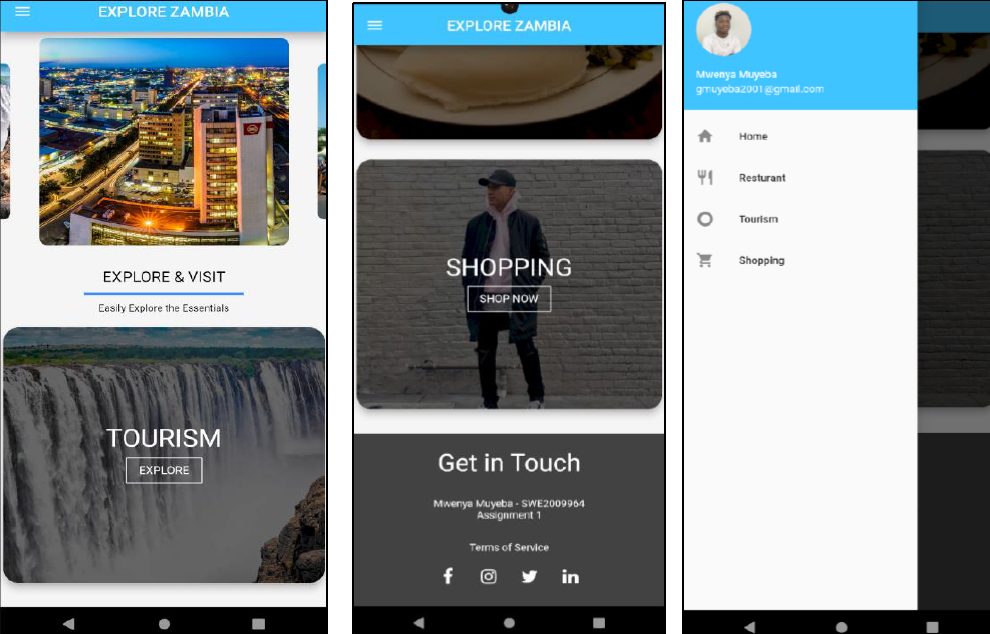 EXPLORE ZAMBIA
EXPLORE & VISIT
Easily Explore the Essentials
TOURISM
EXPLORE
EXPLORE ZAMBIA
SHOPPING
SHOP NOW
Get in Touch
Mwenya Muyeba - SWE2009964
Assignment 1
Terms of Service
Mwenya Muyeba
gmuyeba2001@gmail.com
Home
Resturant
Tourism
Shopping